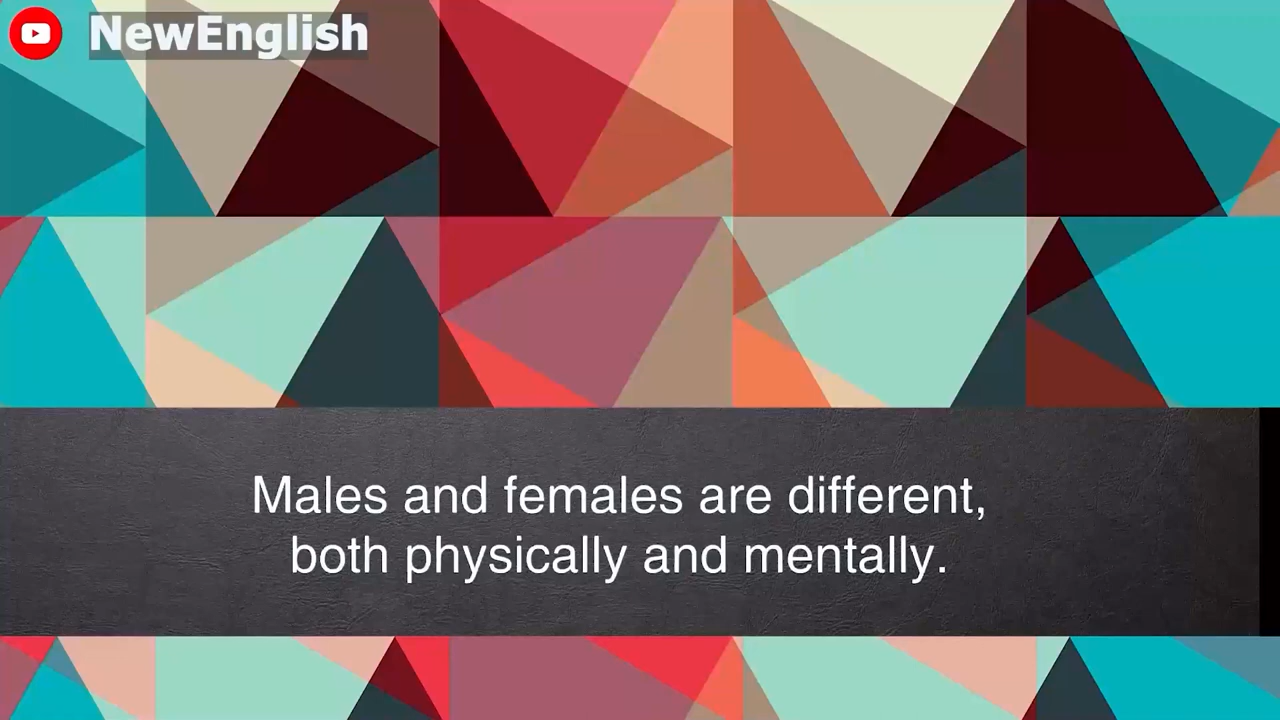 NewEnglish
Males and females are different,
both physically and mentally.